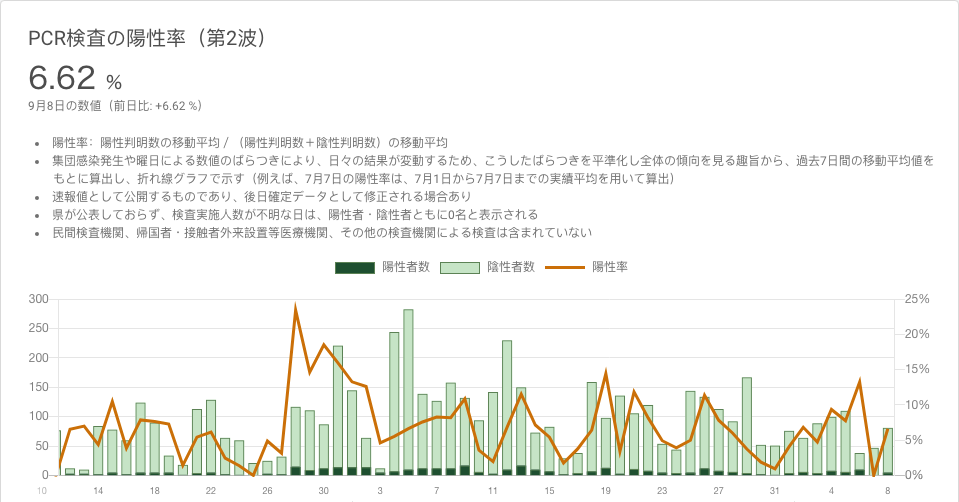 PCR検査の陽性率（第2波）
6.62 %
9月8日の数値（前日比: +6.62 %）
• 陽性率：陽性判明数の移動平均 / （陽性判明数＋陰性判明数）の移動平均
• 集団感染発生や曜日による数値のばらつきにより、日々の結果が変動するため、こうしたばらつきを平準化し全体の傾向を見る趣旨から、過去7日間の移動平均値を
もとに算出し、折れ線グラフで示す（例えば、7月7日の陽性率は、7月1日から7月7日までの実績平均を用いて算出）
• 速報値として公開するものであり、後日確定データとして修正される場合あり
• 県が公表しておらず、検査実施人数が不明な日は、陽性者・陰性者ともに0名と表示される
• 民間検査機関、帰国者・接触者外来設置等医療機関、その他の検査機関による検査は含まれていない
陽性者数 陰性者数 陽性率
300 25%
250 20%
200 15%
150
100 10%
50 5%
0 0%
10 14 18 22 26 30 3 7 11 15 19 23 27 31 4 8